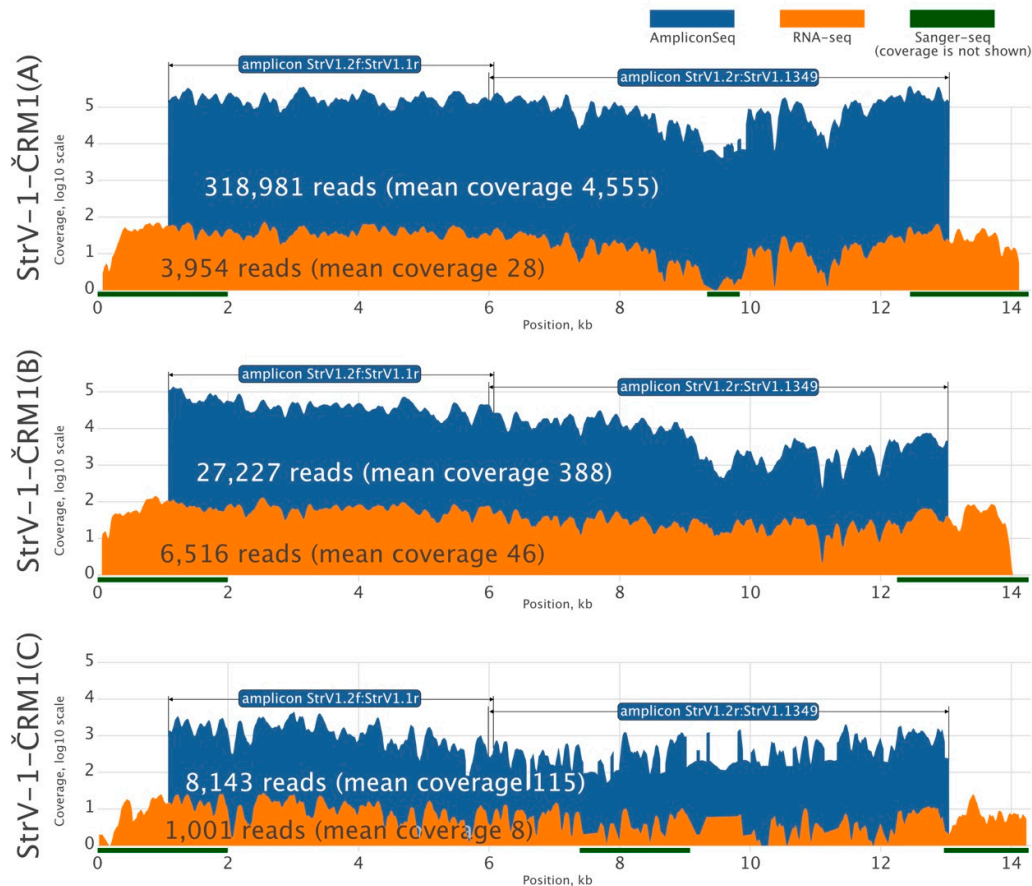 AmpliconSeq
RNA-seq
Sanger-seq
(coverage is not shown)
StrV-1-ČRM1(A)
Coverage, log10 scale
amplicon StrV1.2f:StrV1.1r
amplicon StrV1.2r:StrV1.1349
5
4
3
2
1
0
318,981 reads (mean coverage 4,555)
3,954 reads (mean coverage 28)
0 2 4 6 8 10 12 14
Position, kb
StrV-1-ČRM1(B)
Coverage, log10 scale
amplicon StrV1.2f:StrV1.1r
amplicon StrV1.2r:StrV1.1349
5
4
3
2
1
0
27,227 reads (mean coverage 388)
6,516 reads (mean coverage 46)
0 2 4 6 8 10 12 14
Position, kb
StrV-1-ČRM1(C)
Coverage, log10 scale
amplicon StrV1.2f:StrV1.1r
amplicon StrV1.2r:StrV1.1349
5
4
3
2
1
0
8,143 reads (mean coverage 115)
1,001 reads (mean coverage 8)
0 2 4 6 8 10 12 14
Position, kb